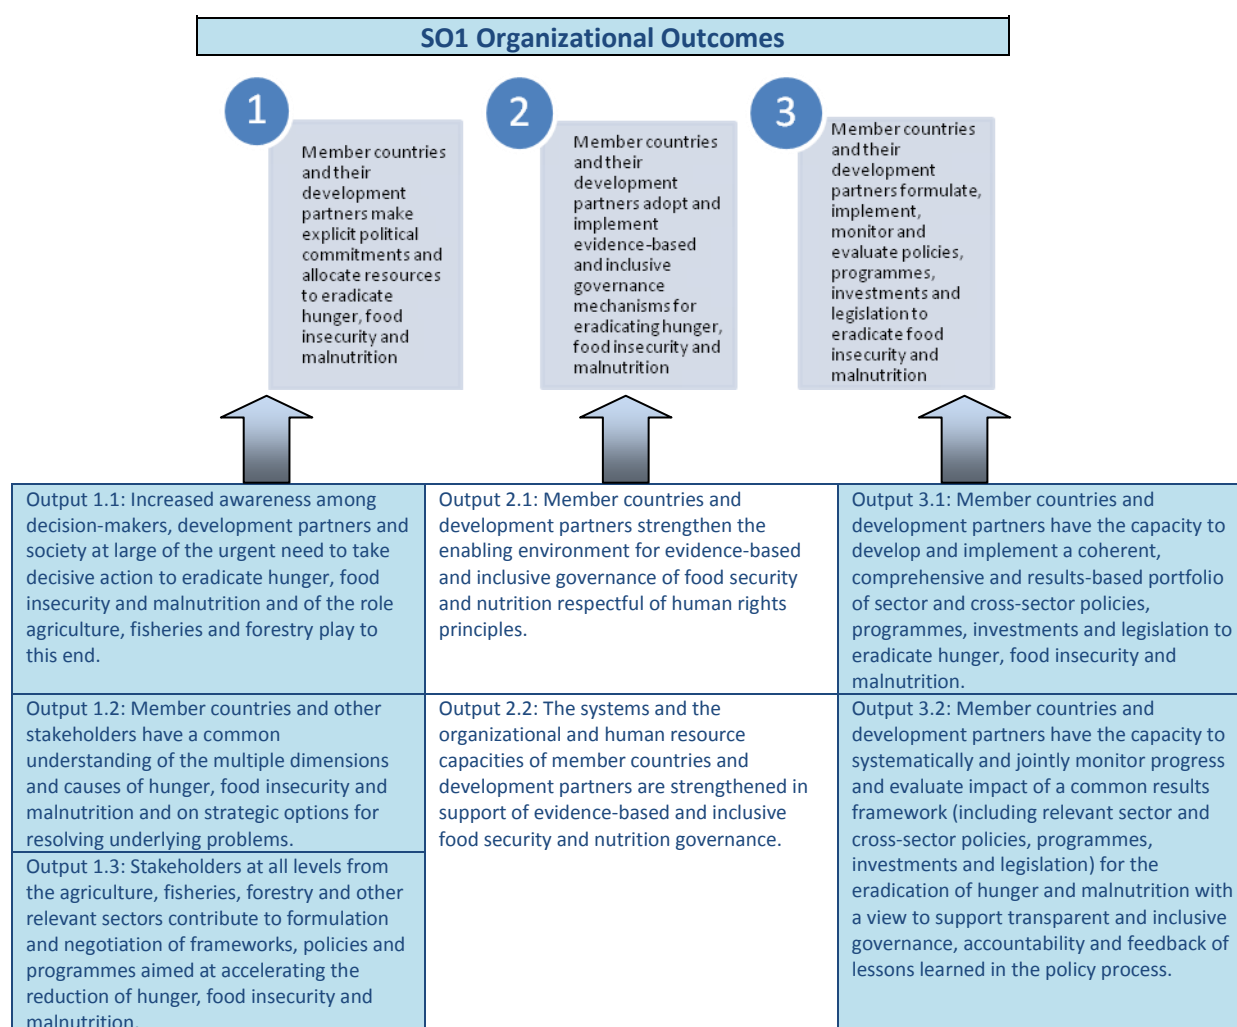 SO1 Organizational Outcomes
1
Member countries
and their
development
partners make
explicit political
commitments and
allocate resources
to eradicate
hunger, food
insecurity and
malnutrition
2
Member countries
and their
development
partners adopt and
implement
evidence-based
and inclusive
governance
mechanisms for
eradicating hunger,
food insecurity and
malnutrition
3
Member countries
and their
development
partners formulate,
implement,
monitor and
evaluate policies,
programmes,
investments and
legislation to
eradicate food
insecurity and
malnutrition
Output 1.1: Increased awareness among
decision-makers, development partners and
society at large of the urgent need to take
decisive action to eradicate hunger, food
insecurity and malnutrition and of the role
agriculture, fisheries and forestry play to
this end.
Output 2.1: Member countries and
development partners strengthen the
enabling environment for evidence-based
and inclusive governance of food security
and nutrition respectful of human rights
principles.
Output 3.1: Member countries and
development partners have the capacity to
develop and implement a coherent,
comprehensive and results-based portfolio
of sector and cross-sector policies,
programmes, investments and legislation to
eradicate hunger, food insecurity and
malnutrition.
Output 1.2: Member countries and other
stakeholders have a common
understanding of the multiple dimensions
and causes of hunger, food insecurity and
malnutrition and on strategic options for
resolving underlying problems.
Output 2.2: The systems and the
organizational and human resource
capacities of member countries and
development partners are strengthened in
support of evidence-based and inclusive
food security and nutrition governance.
Output 3.2: Member countries and
development partners have the capacity to
systematically and jointly monitor progress
and evaluate impact of a common results
framework (including relevant sector and
cross-sector policies, programmes,
investments and legislation) for the
eradication of hunger and malnutrition with
a view to support transparent and inclusive
governance, accountability and feedback of
lessons learned in the policy process.
Output 1.3: Stakeholders at all levels from
the agriculture, fisheries, forestry and other
relevant sectors contribute to formulation
and negotiation of frameworks, policies and
programmes aimed at accelerating the
reduction of hunger, food insecurity and
malnutrition.